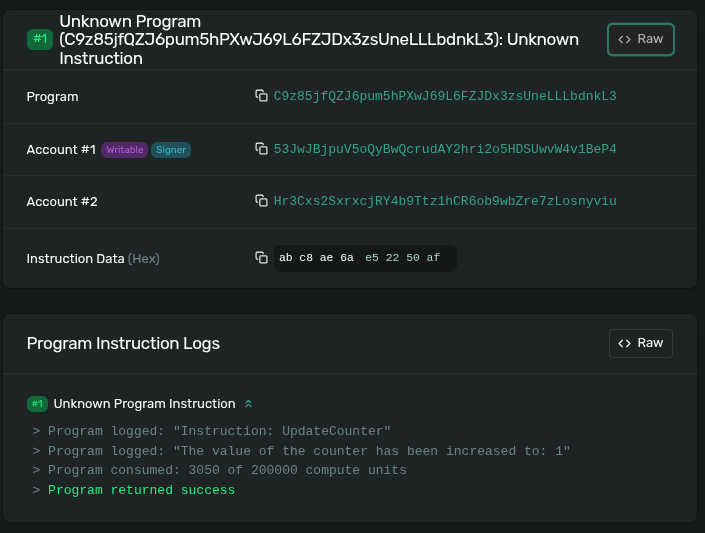 #1
Unknown Program
(C9z85jfQZJ6pum5hPXwJ69L6FZJDx3zsUneLLLbdnkL3): Unknown
Instruction
Raw
Program C9z85jfQZJ6pum5hPXwJ69L6FZJDx3zsUneLLLbdnkL3
Account #1 Writable Signer 53JwJBjpuV5oQyBwQcrudAY2hri2o5HDSUwvW4v1BeP4
Account #2 Hr3Cxs2SxrxcjRY4b9Ttz1hCR6ob9wbZre7zLosnyviu
Instruction Data (Hex) ab c8 ae 6a e5 22 50 af
Program Instruction Logs Raw
#1 Unknown Program Instruction
> Program logged: "Instruction: UpdateCounter"
> Program logged: "The value of the counter has been increased to: 1"
> Program consumed: 3050 of 200000 compute units
> Program returned success